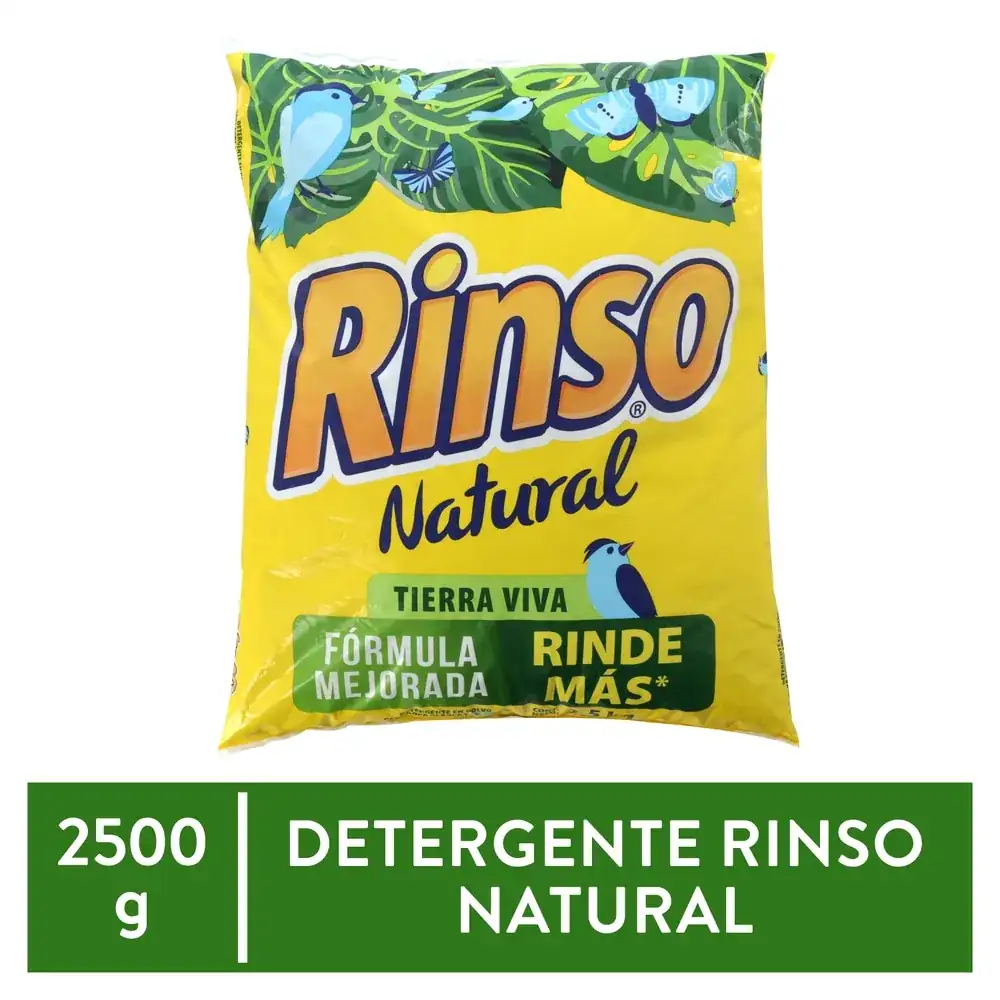 Rinso
®
Natural
TIERRA VIVA
FÓRMULA
MEJORADA
RINDE
MÁS*
2500
g
DETERGENTE RINSO
NATURAL